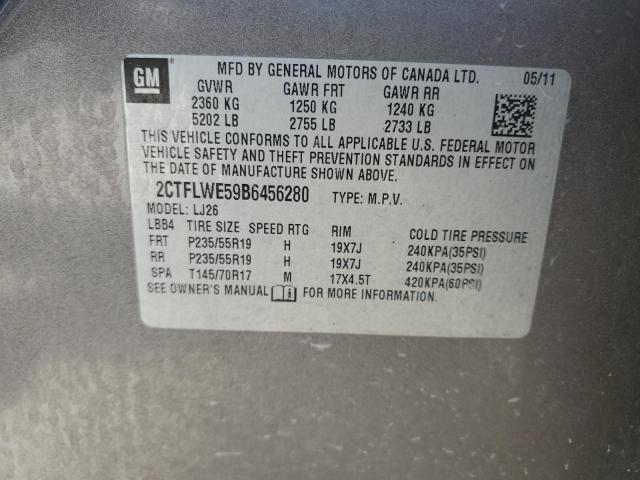 GM
MFD BY GENERAL MOTORS OF CANADA LTD. 05/11
GVWR GAWR FRT GAWR RR
2360 KG 1250 KG 1240 KG
5202 LB 2755 LB 2733 LB
THIS VEHICLE CONFORMS TO ALL APPLICABLE U.S. FEDERAL MOTOR
VEHICLE SAFETY AND THEFT PREVENTION STANDARDS IN EFFECT ON
THE DATE OF MANUFACTURE SHOWN ABOVE.
2CTFLWE59B6456280 TYPE: M.P.V.
MODEL: LJ26
LBB4 TIRE SIZE SPEED RTG RIM COLD TIRE PRESSURE
FRT P235/55R19 H 19X7J 240KPA(35PSI)
RR P235/55R19 H 19X7J 240KPA(35PSI)
SPA T145/70R17 M 17X4.5T 420KPA(60PSI)
SEE OWNER'S MANUAL FOR MORE INFORMATION.